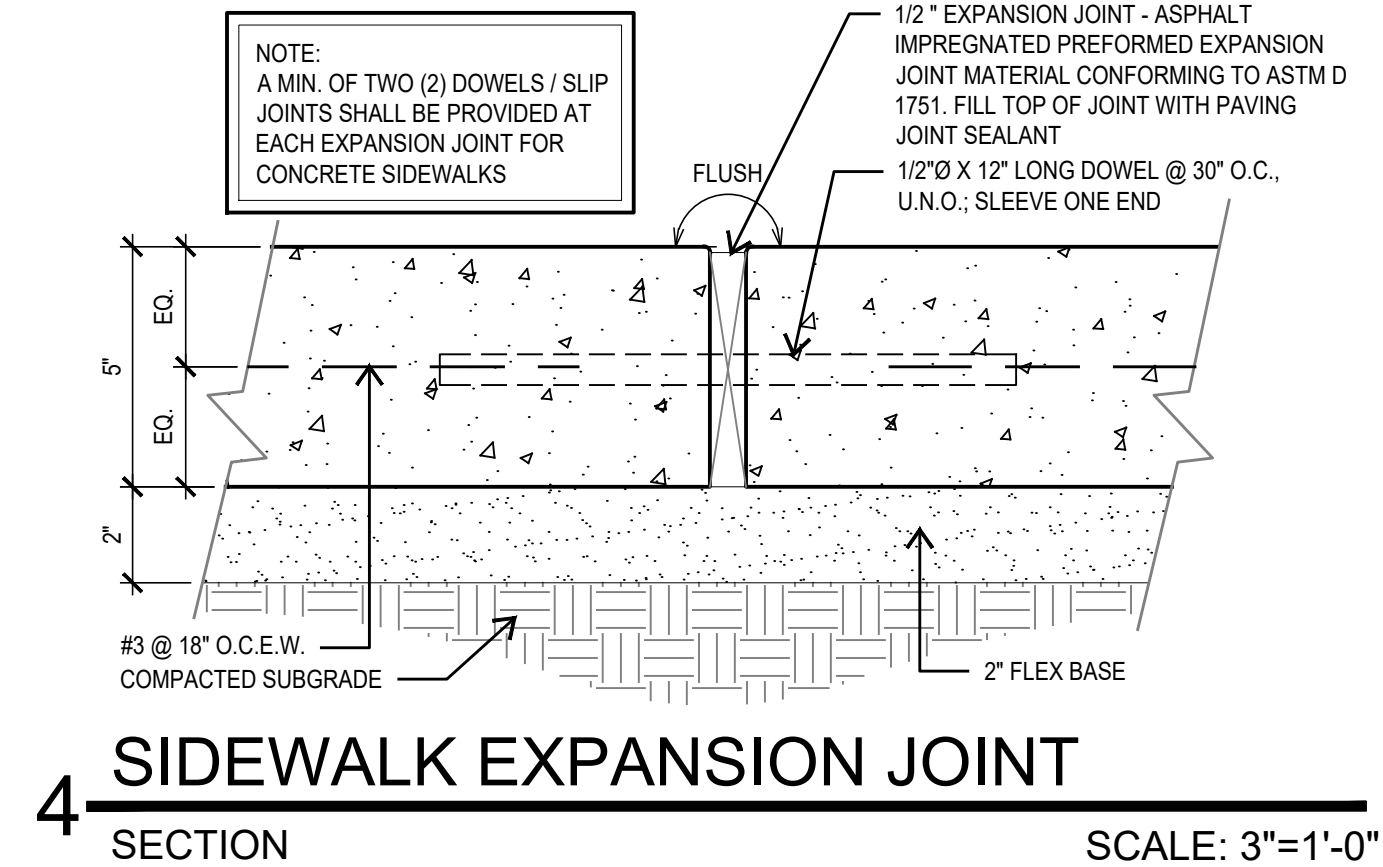 NOTE:
A MIN. OF TWO (2) DOWELS / SLIP
JOINTS SHALL BE PROVIDED AT
EACH EXPANSION JOINT FOR
CONCRETE SIDEWALKS
1/2 " EXPANSION JOINT - ASPHALT
IMPREGNATED PREFORMED EXPANSION
JOINT MATERIAL CONFORMING TO ASTM D
1751. FILL TOP OF JOINT WITH PAVING
JOINT SEALANT
FLUSH
1/2"Ø X 12" LONG DOWEL @ 30" O.C.,
U.N.O.; SLEEVE ONE END
EQ.
5"
EQ.
2"
#3 @ 18" O.C.E.W.
COMPACTED SUBGRADE
2" FLEX BASE
4
SIDEWALK EXPANSION JOINT
SECTION
SCALE: 3"=1'-0"